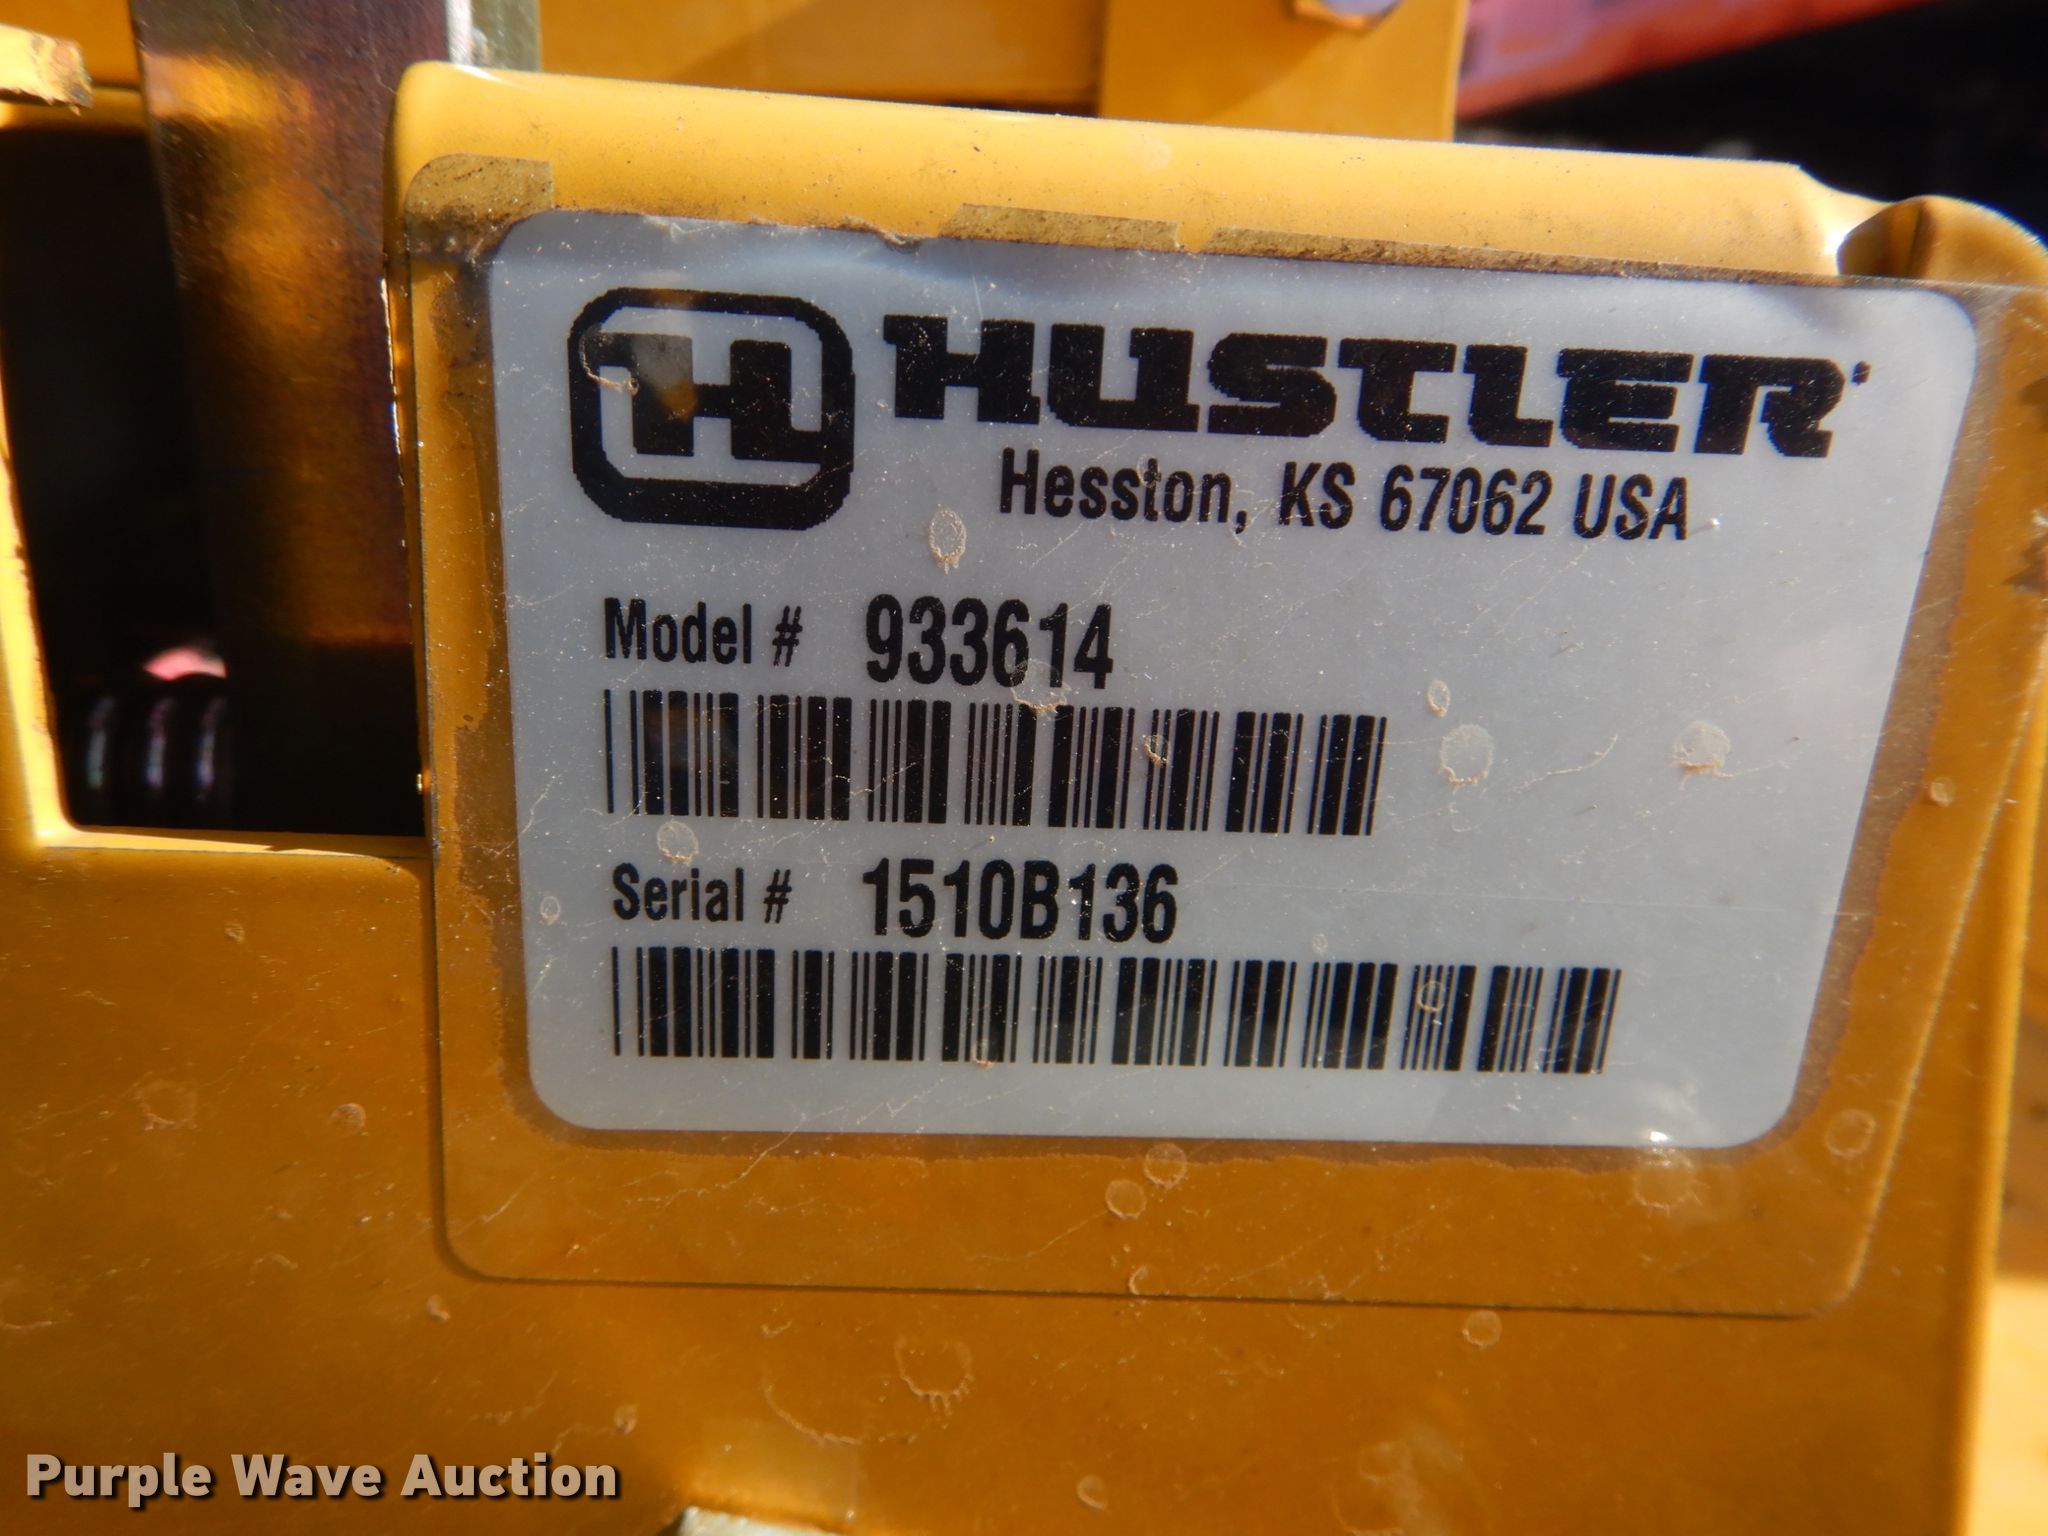 H HUSTLER
Hesston, KS 67062 USA
Model # 933614
Serial # 1510B136
Purple Wave Auction